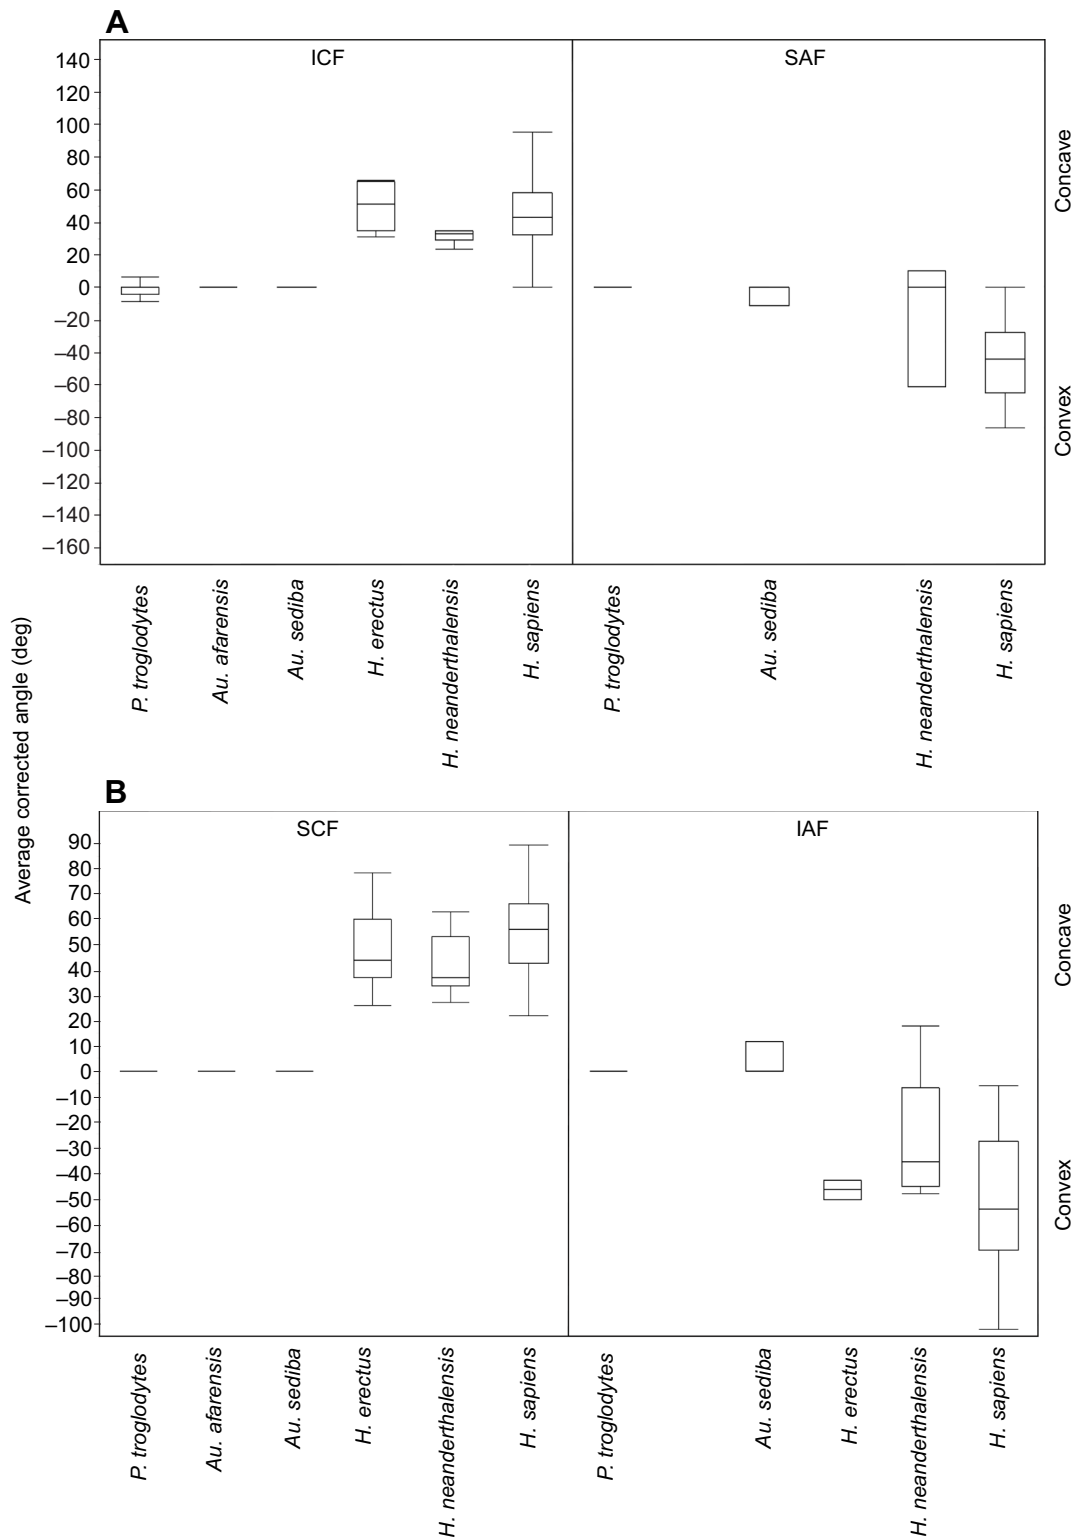 A
ICF
SAF
140
120
100
80
60
40
20
0
–20
–40
–60
–80
–100
–120
–140
–160
Concave
Convex
P. troglodytes
Au. afarensis
Au. sediba
H. erectus
H. neanderthalensis
H. sapiens
P. troglodytes
Au. sediba
H. neanderthalensis
H. sapiens
Average corrected angle (deg)
B
SCF
IAF
90
80
70
60
50
40
30
20
10
0
–10
–20
–30
–40
–50
–60
–70
–80
–90
–100
Concave
Convex
P. troglodytes
Au. afarensis
Au. sediba
H. erectus
H. neanderthalensis
H. sapiens
P. troglodytes
Au. sediba
H. erectus
H. neanderthalensis
H. sapiens